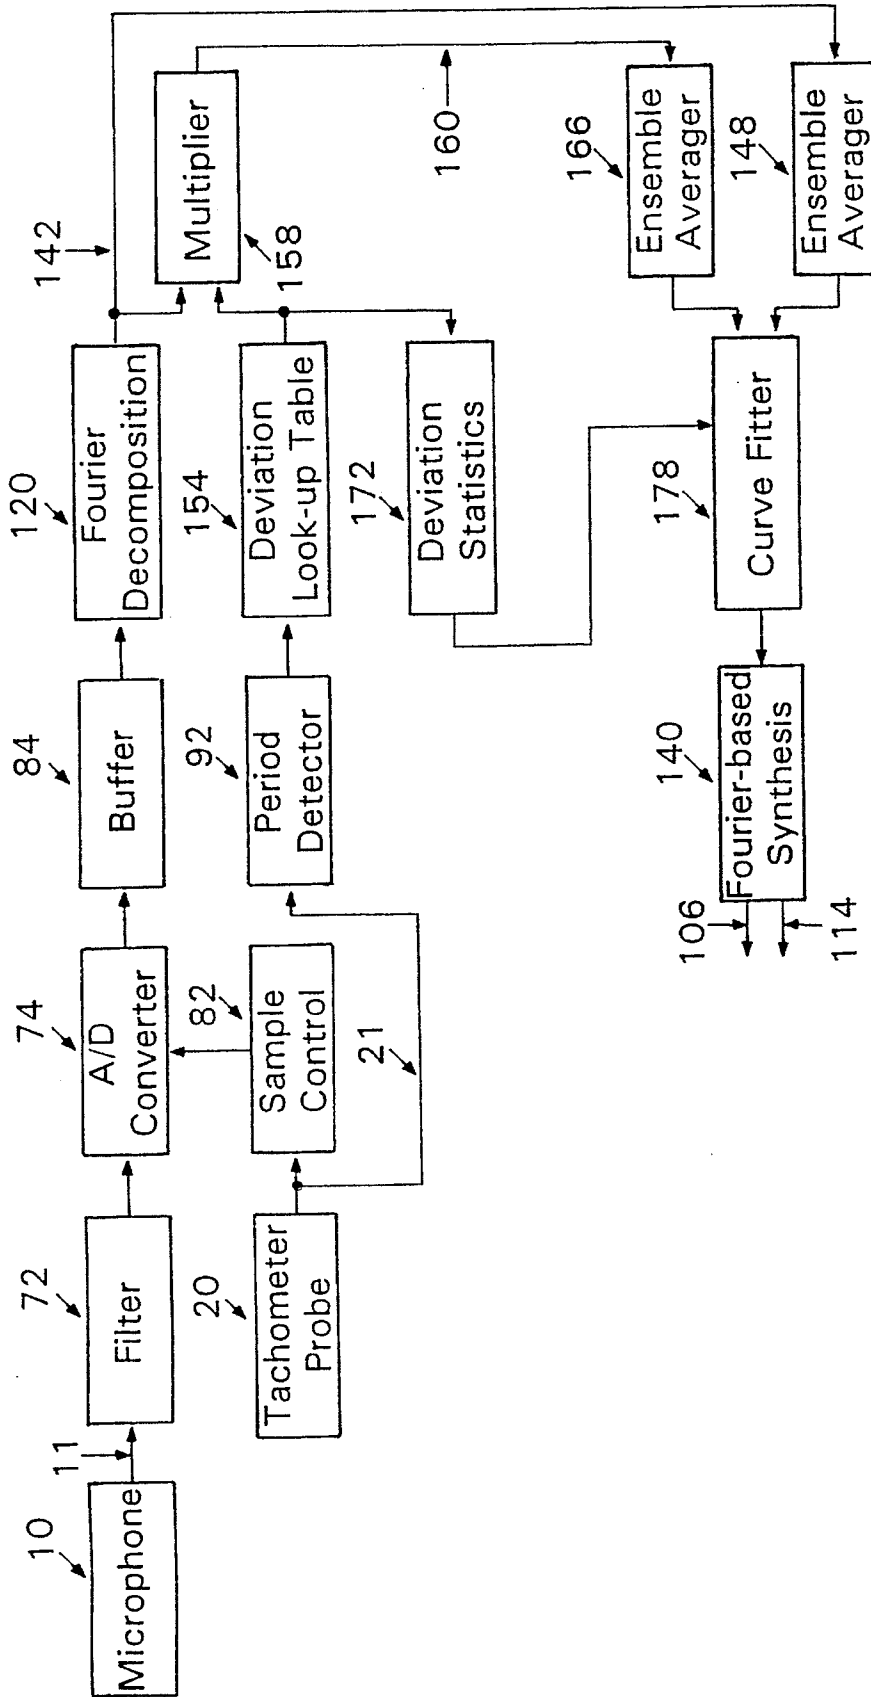 10
Microphone
11
72
Filter
74
A/D
Converter
84
Buffer
120
Fourier
Decomposition
142
Multiplier
158
20
Tachometer
Probe
82
Sample
Control
21
92
Period
Detector
154
Deviation
Look-up Table
172
Deviation
Statistics
160
166
Ensemble
Averager
148
Ensemble
Averager
178
Curve Fitter
140
Fourier-based
Synthesis
106
114